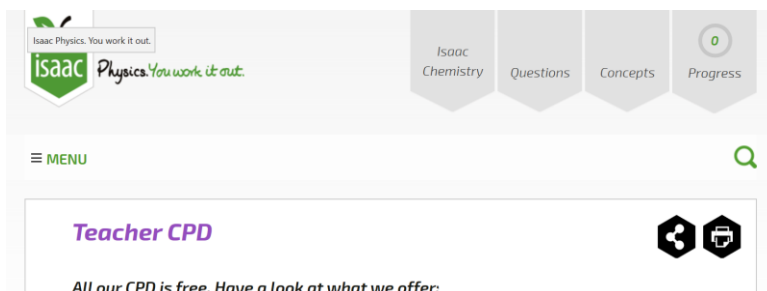 Isaac Physics. You work it out.
isaac Physics. You work it out.
Isaac
Chemistry
Questions
Concepts
0
Progress
≡ MENU
Teacher CPD
All our CPD is free. Have a look at what we offer: